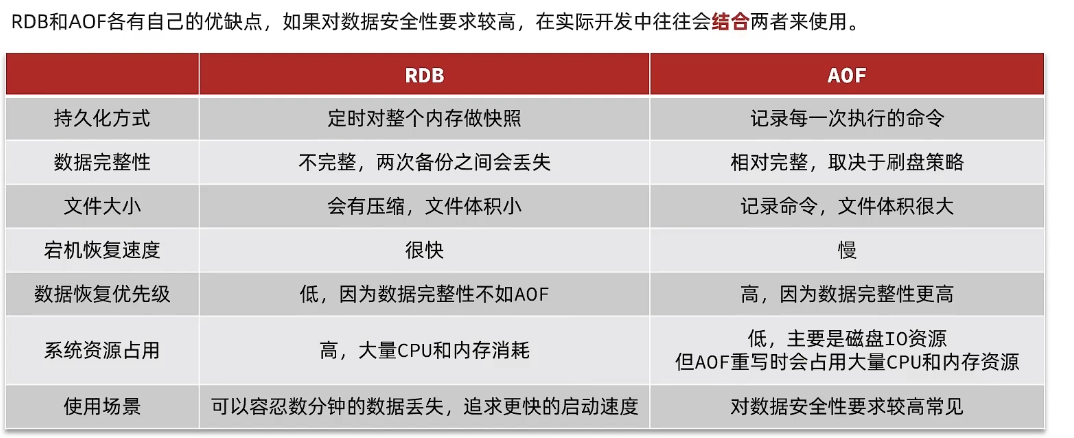 RDB和AOF各有自己的优缺点，如果对数据安全性要求较高，在实际开发中往往会结合两者来使用。
RDB AOF
持久化方式 定时对整个内存做快照 记录每一次执行的命令
数据完整性 不完整，两次备份之间会丢失 相对完整，取决于刷盘策略
文件大小 会有压缩，文件体积小 记录命令，文件体积很大
宕机恢复速度 很快 慢
数据恢复优先级 低，因为数据完整性不如AOF 高，因为数据完整性更高
系统资源占用 高，大量CPU和内存消耗 低，主要是磁盘IO资源
但AOF重写时会占用大量CPU和内存资源
使用场景 可以容忍数分钟的数据丢失，追求更快的启动速度 对数据安全性要求较高常见